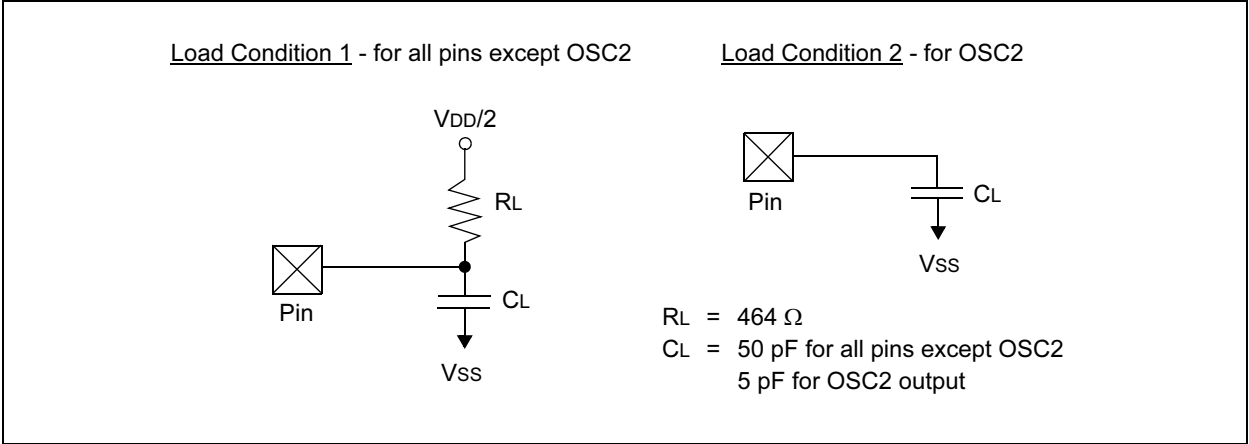 Load Condition 1 - for all pins except OSC2
VDD/2
RL
Pin
CL
VSS
Load Condition 2 - for OSC2
Pin
CL
VSS
RL = 464 Ω
CL = 50 pF for all pins except OSC2
5 pF for OSC2 output